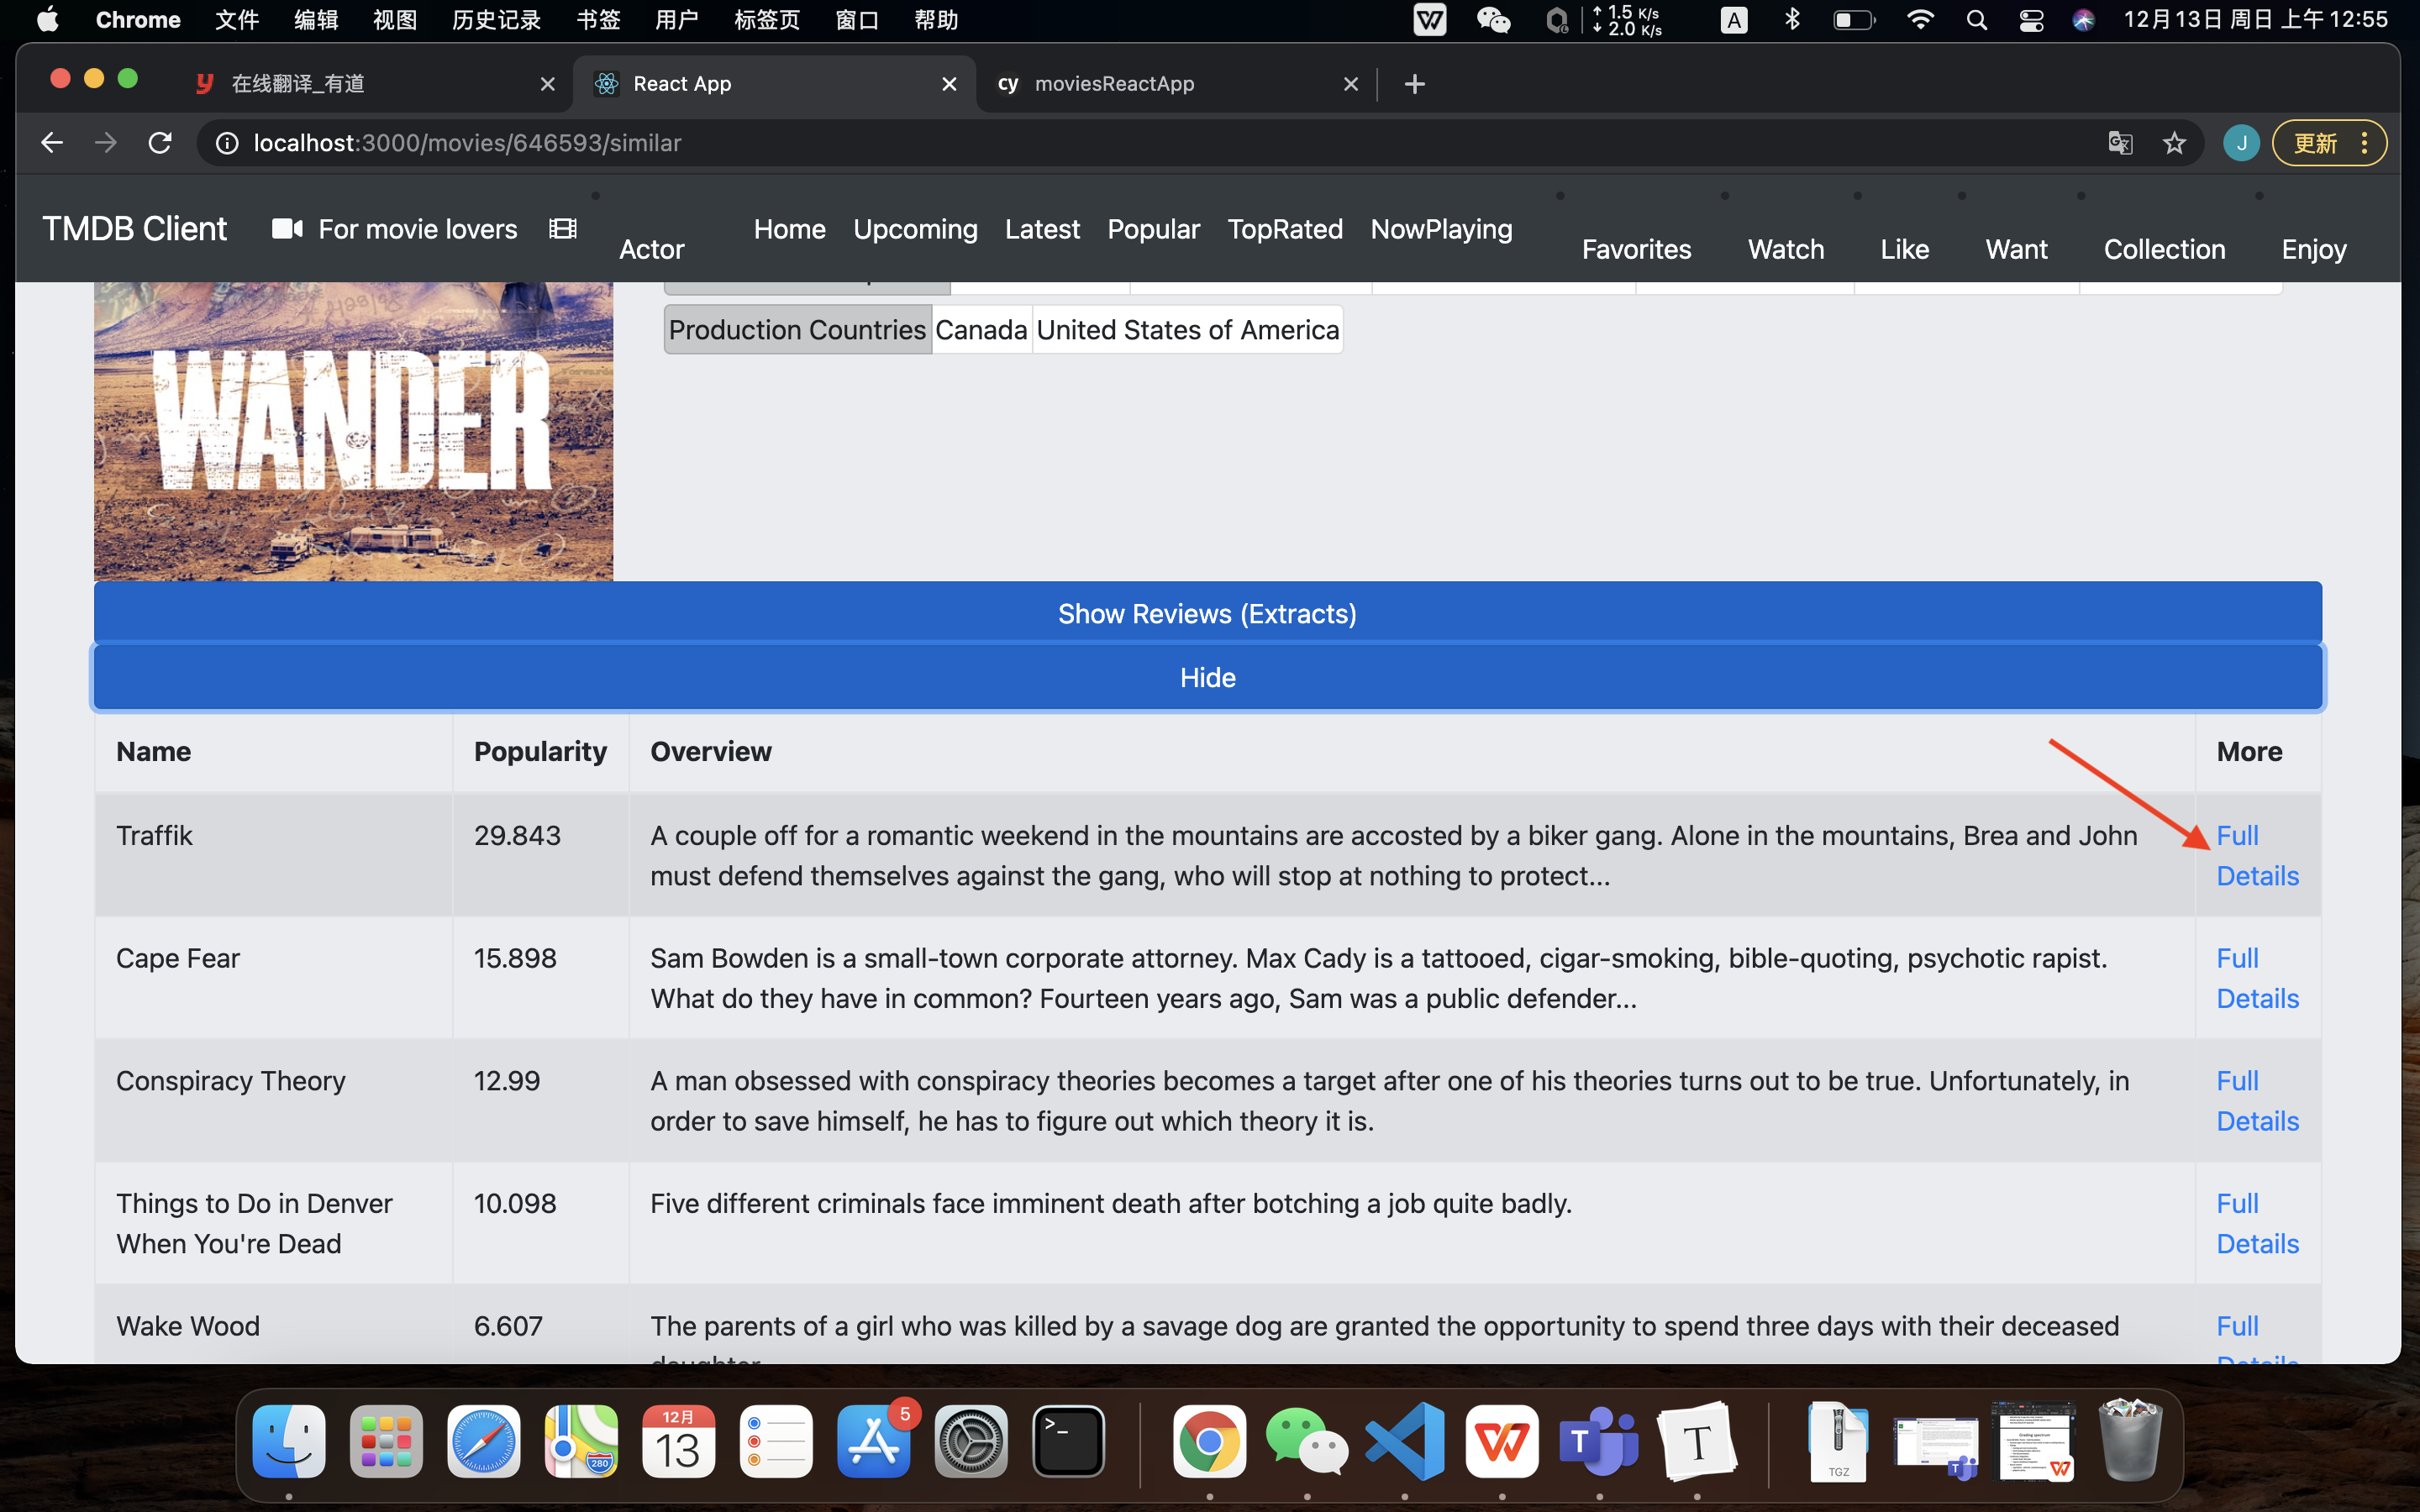 Chrome 文件 编辑 视图 历史记录 书签 用户 标签页 窗口 帮助 1.5 K/s 2.0 K/s A 12月13日 周日 上午 12:55
在线翻译_有道 React App cy moviesReactApp
localhost:3000/movies/646593/similar J 更新
TMDB Client For movie lovers Actor Home Upcoming Latest Popular TopRated NowPlaying Favorites Watch Like Want Collection Enjoy
Production Countries Canada United States of America
WANDER
Show Reviews (Extracts)
Hide
Name Popularity Overview More
Traffik 29.843 A couple off for a romantic weekend in the mountains are accosted by a biker gang. Alone in the mountains, Brea and John Full
must defend themselves against the gang, who will stop at nothing to protect... Details
Cape Fear 15.898 Sam Bowden is a small-town corporate attorney. Max Cady is a tattooed, cigar-smoking, bible-quoting, psychotic rapist. Full
What do they have in common? Fourteen years ago, Sam was a public defender... Details
Conspiracy Theory 12.99 A man obsessed with conspiracy theories becomes a target after one of his theories turns out to be true. Unfortunately, in Full
order to save himself, he has to figure out which theory it is. Details
Things to Do in Denver 10.098 Five different criminals face imminent death after botching a job quite badly. Full
When You're Dead Details
Wake Wood 6.607 The parents of a girl who was killed by a savage dog are granted the opportunity to spend three days with their deceased Full
daughter Details
12月 13 280 5 >_ T T TGZ